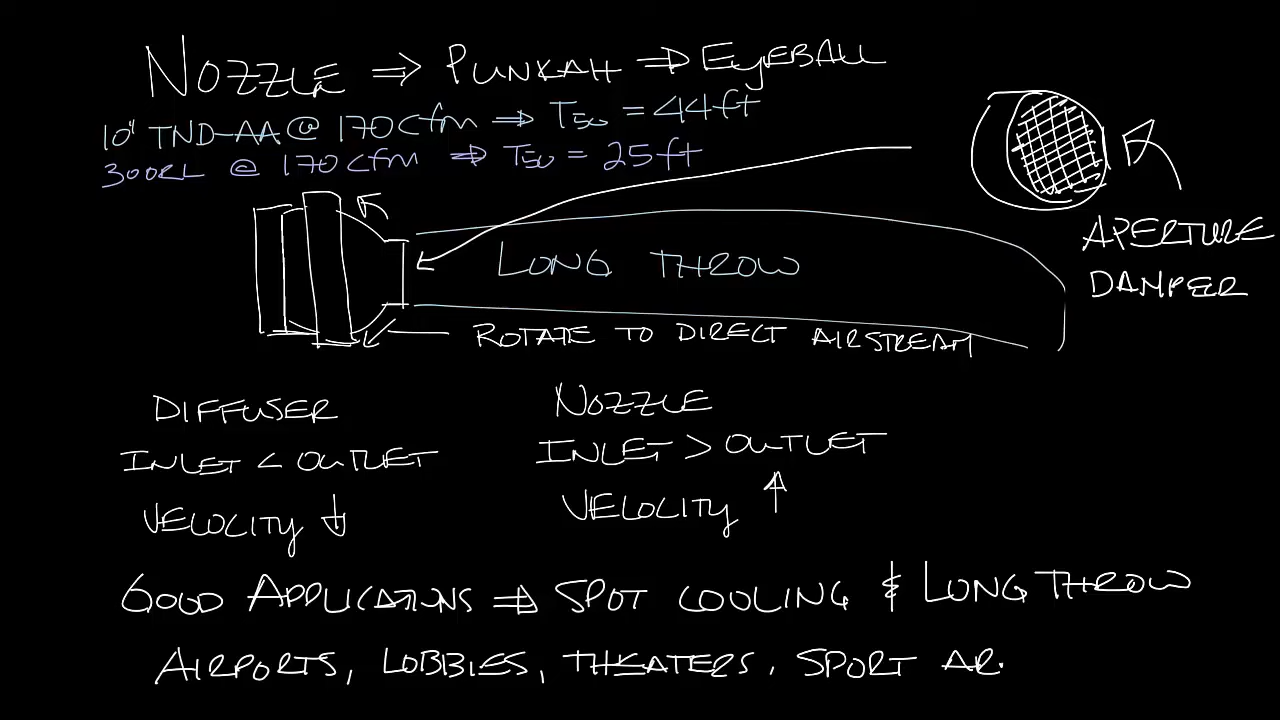 NOZZLE ⇒ PUNKAH ⇒ EyEBALL
10" TND-AA @ 170 cfm ⇒ T50 = 44 ft
300RL @ 170 cfm ⇒ T50 = 25 ft
APERTURE
DAMPER
LONG THROW
ROTATE TO DIRECT AIRSTREAM
DIFFUSER
INLET < OUTLET
VELOCITy ↓
NOZZLE
INLET > OUTLET
VELOCITy ↑
GOOD APPLICATIONS ⇒ SPOT COOLING & LONG THROW
AIRPORTS, LOBBIES, THEATERS, SPORT AR